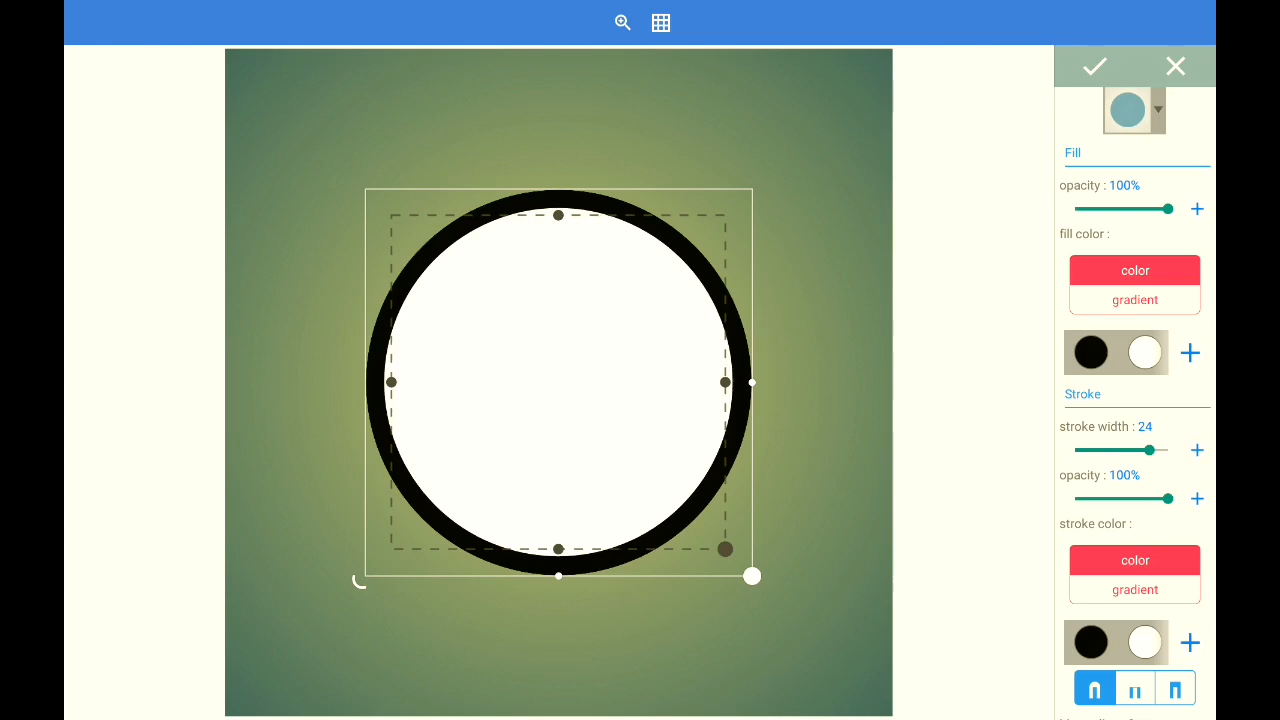 Fill
opacity : 100%
fill color :
color
gradient
Stroke
stroke width : 24
opacity : 100%
stroke color :
color
gradient